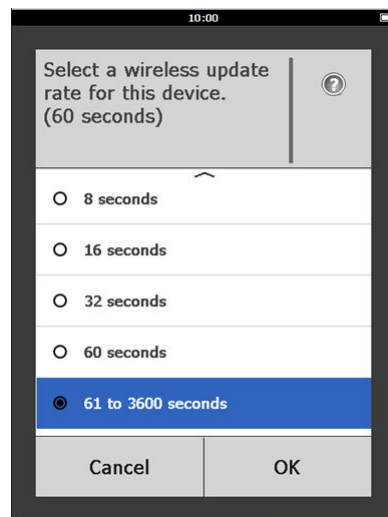 10:00
Select a wireless update
rate for this device.
(60 seconds)
?
8 seconds
16 seconds
32 seconds
60 seconds
61 to 3600 seconds
Cancel
OK